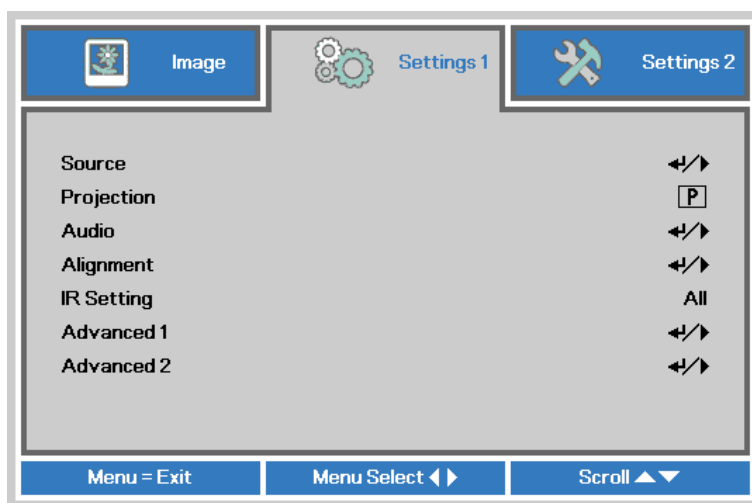 Image
Settings 1
Settings 2
Source
Projection P
Audio
Alignment
IR Setting All
Advanced 1
Advanced 2
Menu = Exit
Menu Select
Scroll